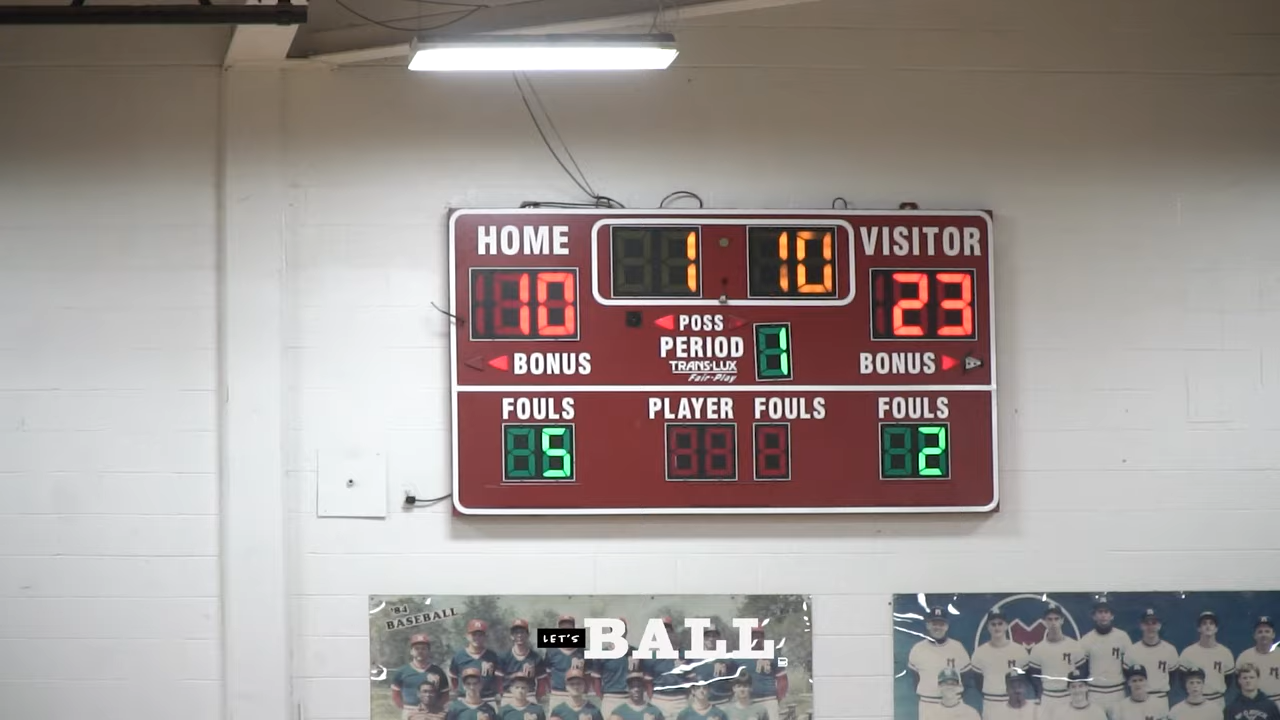 HOME 1 10 VISITOR
10 23
POSS
PERIOD 1
BONUS TRANS-LUX BONUS
Fair-Play
FOULS PLAYER FOULS FOULS
5 2
'84
BASEBALL
LET'S BALL